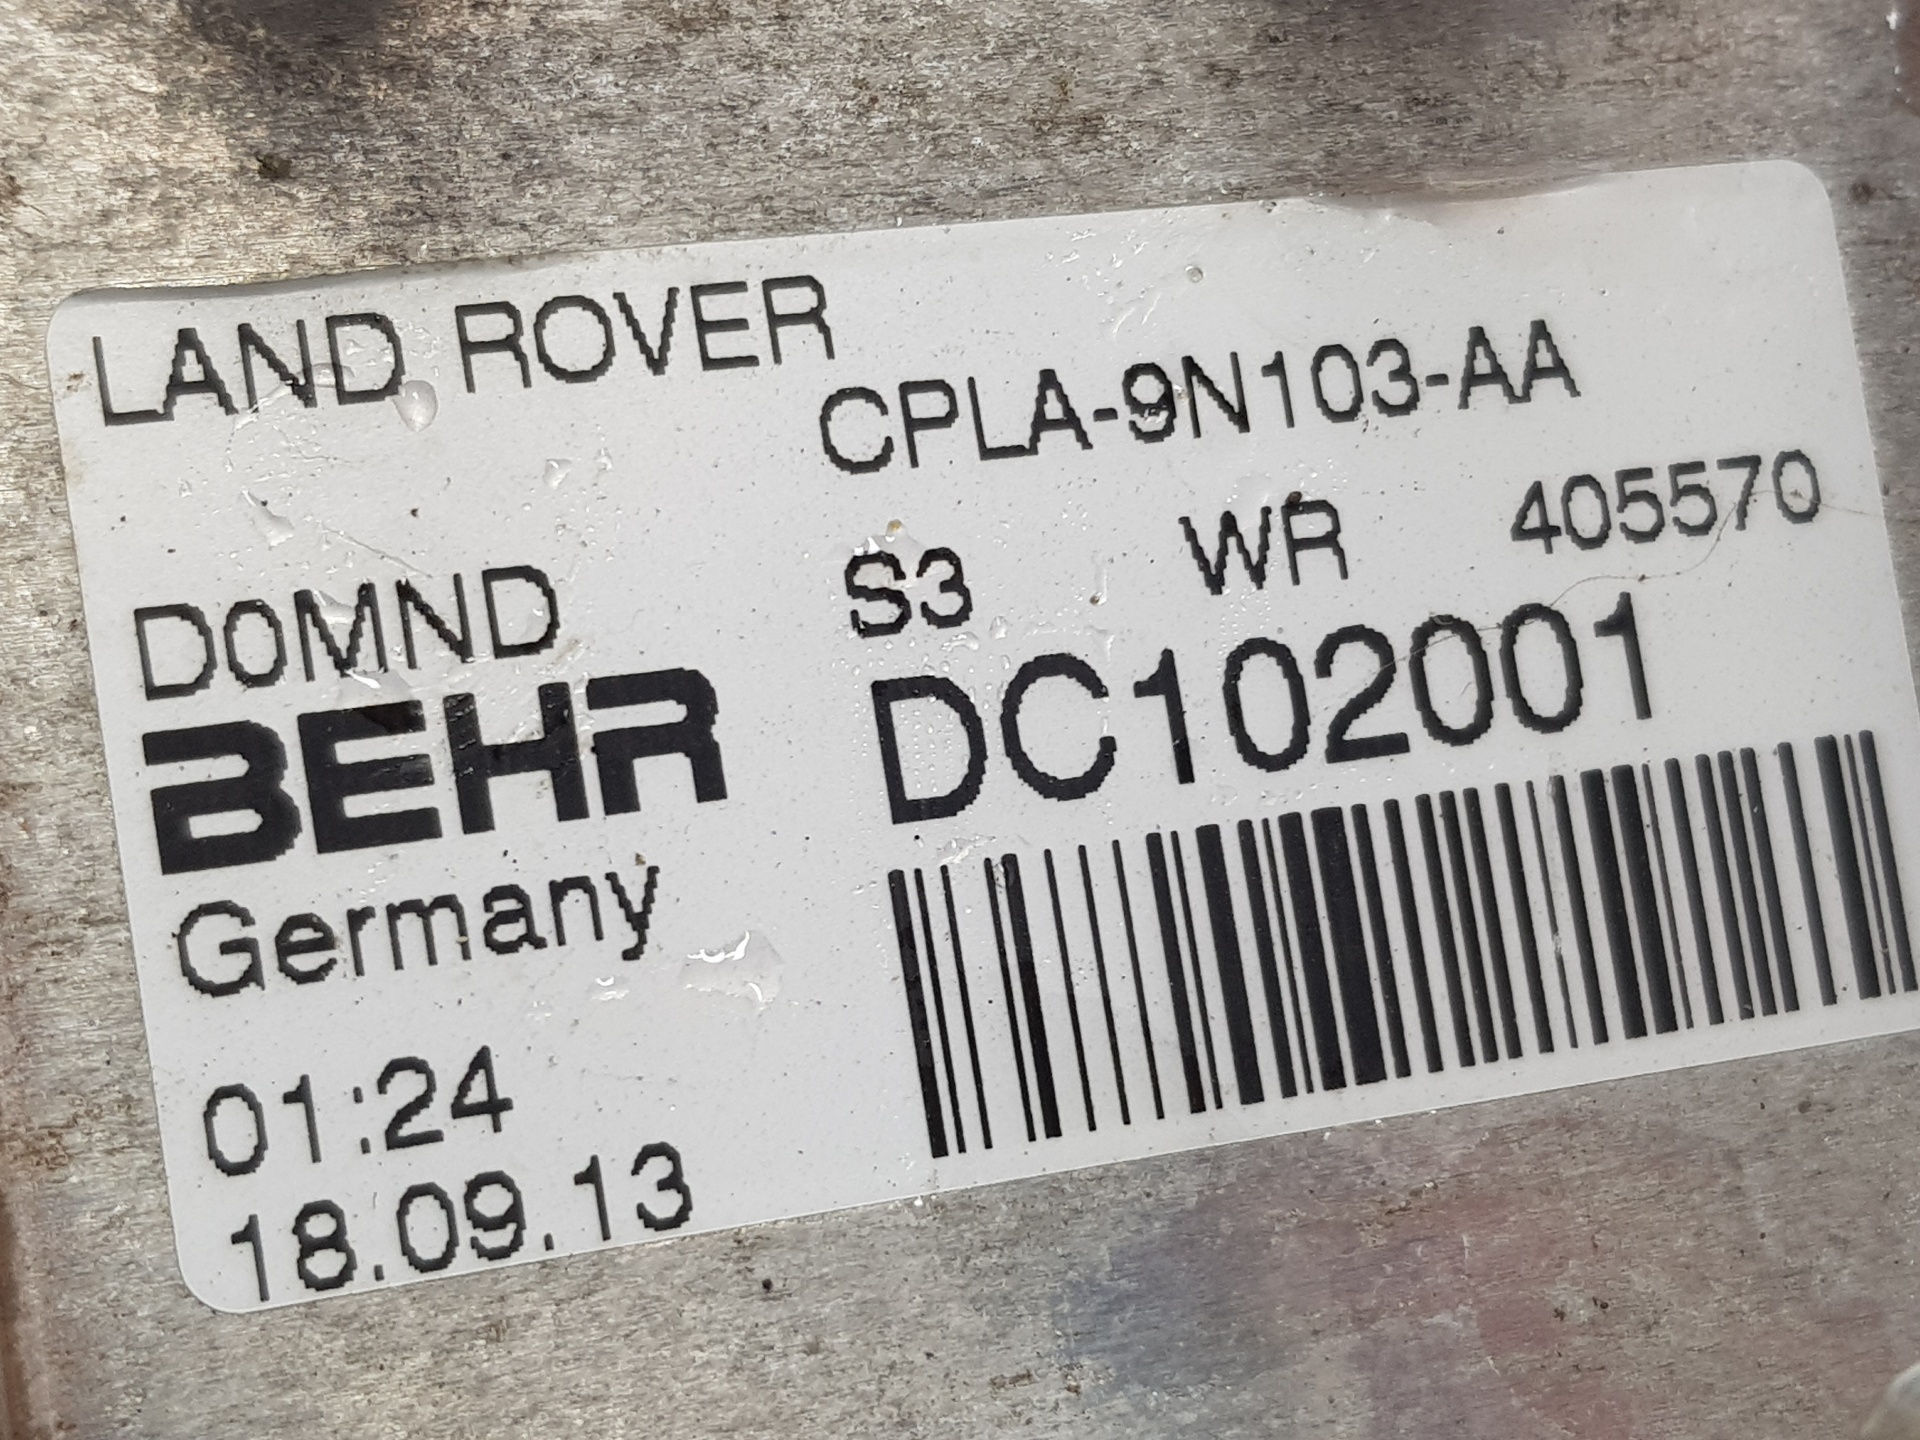 LAND ROVER
CPLA-9N103-AA
D0MND S3 WR 405570
BEHR DC102001
Germany
01:24
18.09.13